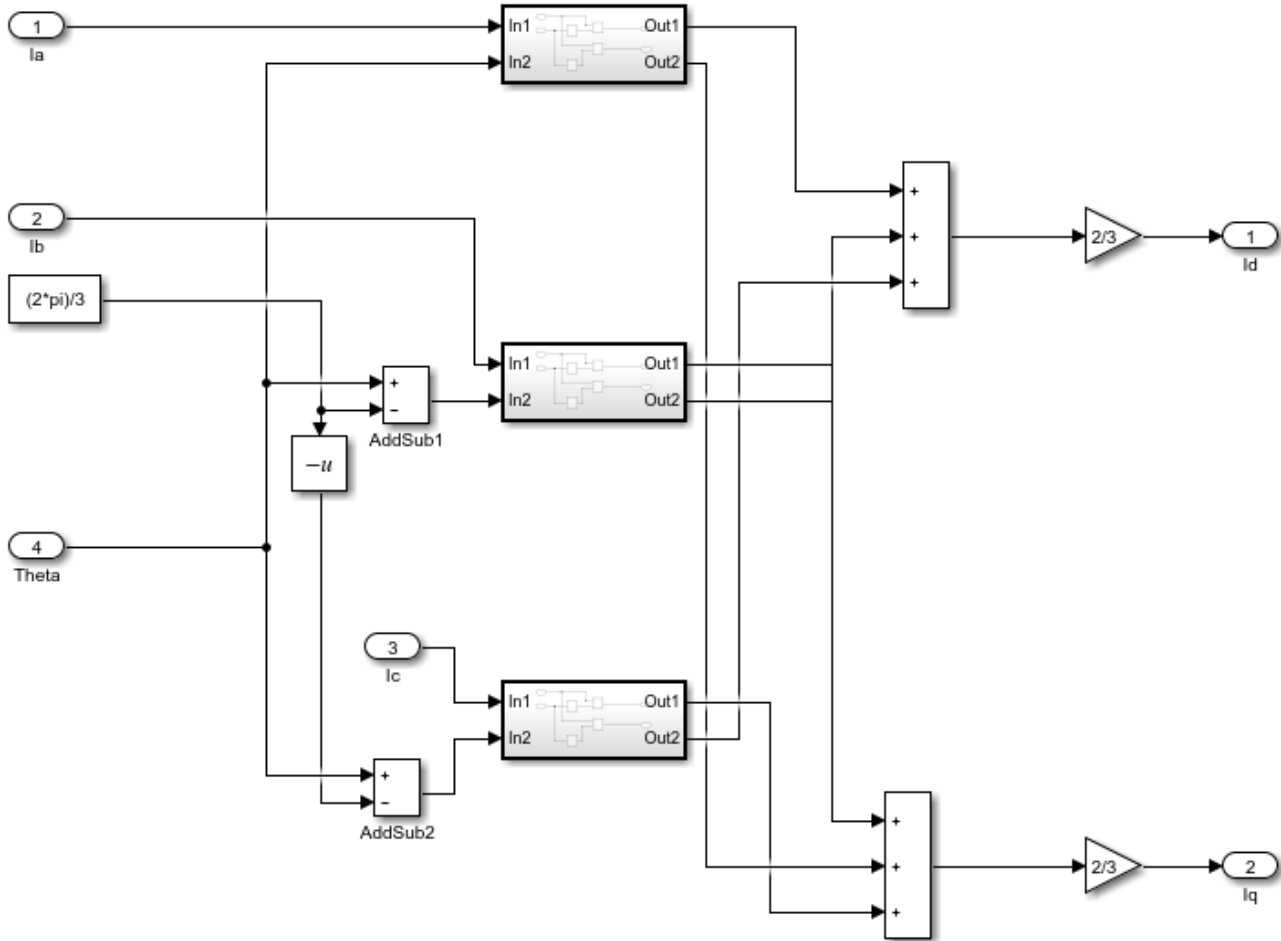 1
Ia
In1
Out1
In2
Out2
2
Ib
+
+
+
2/3
1
Id
(2*pi)/3
In1
Out1
In2
Out2
+
−
AddSub1
−u
4
Theta
3
Ic
In1
Out1
In2
Out2
+
−
AddSub2
+
+
+
2/3
2
Iq